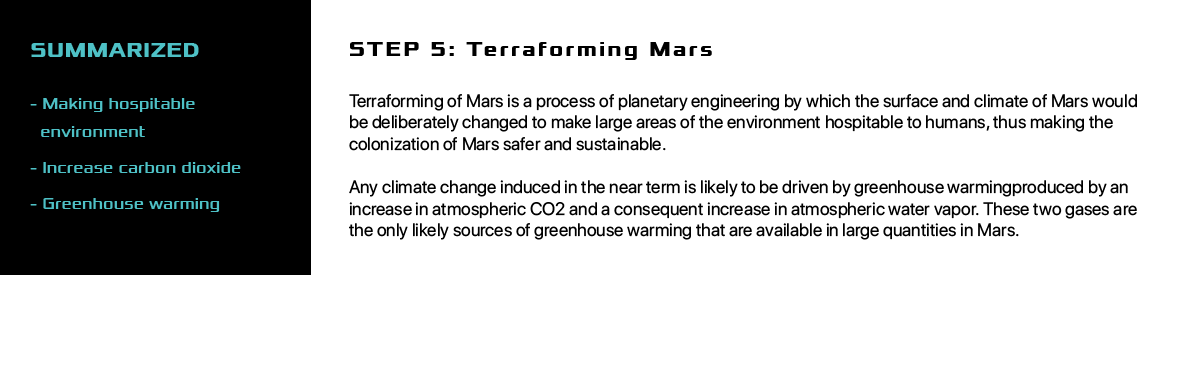 SUMMARIZED
- Making hospitable
environment
- Increase carbon dioxide
- Greenhouse warming
STEP 5: Terraforming Mars
Terraforming of Mars is a process of planetary engineering by which the surface and climate of Mars would
be deliberately changed to make large areas of the environment hospitable to humans, thus making the
colonization of Mars safer and sustainable.
Any climate change induced in the near term is likely to be driven by greenhouse warmingproduced by an
increase in atmospheric CO2 and a consequent increase in atmospheric water vapor. These two gases are
the only likely sources of greenhouse warming that are available in large quantities in Mars.